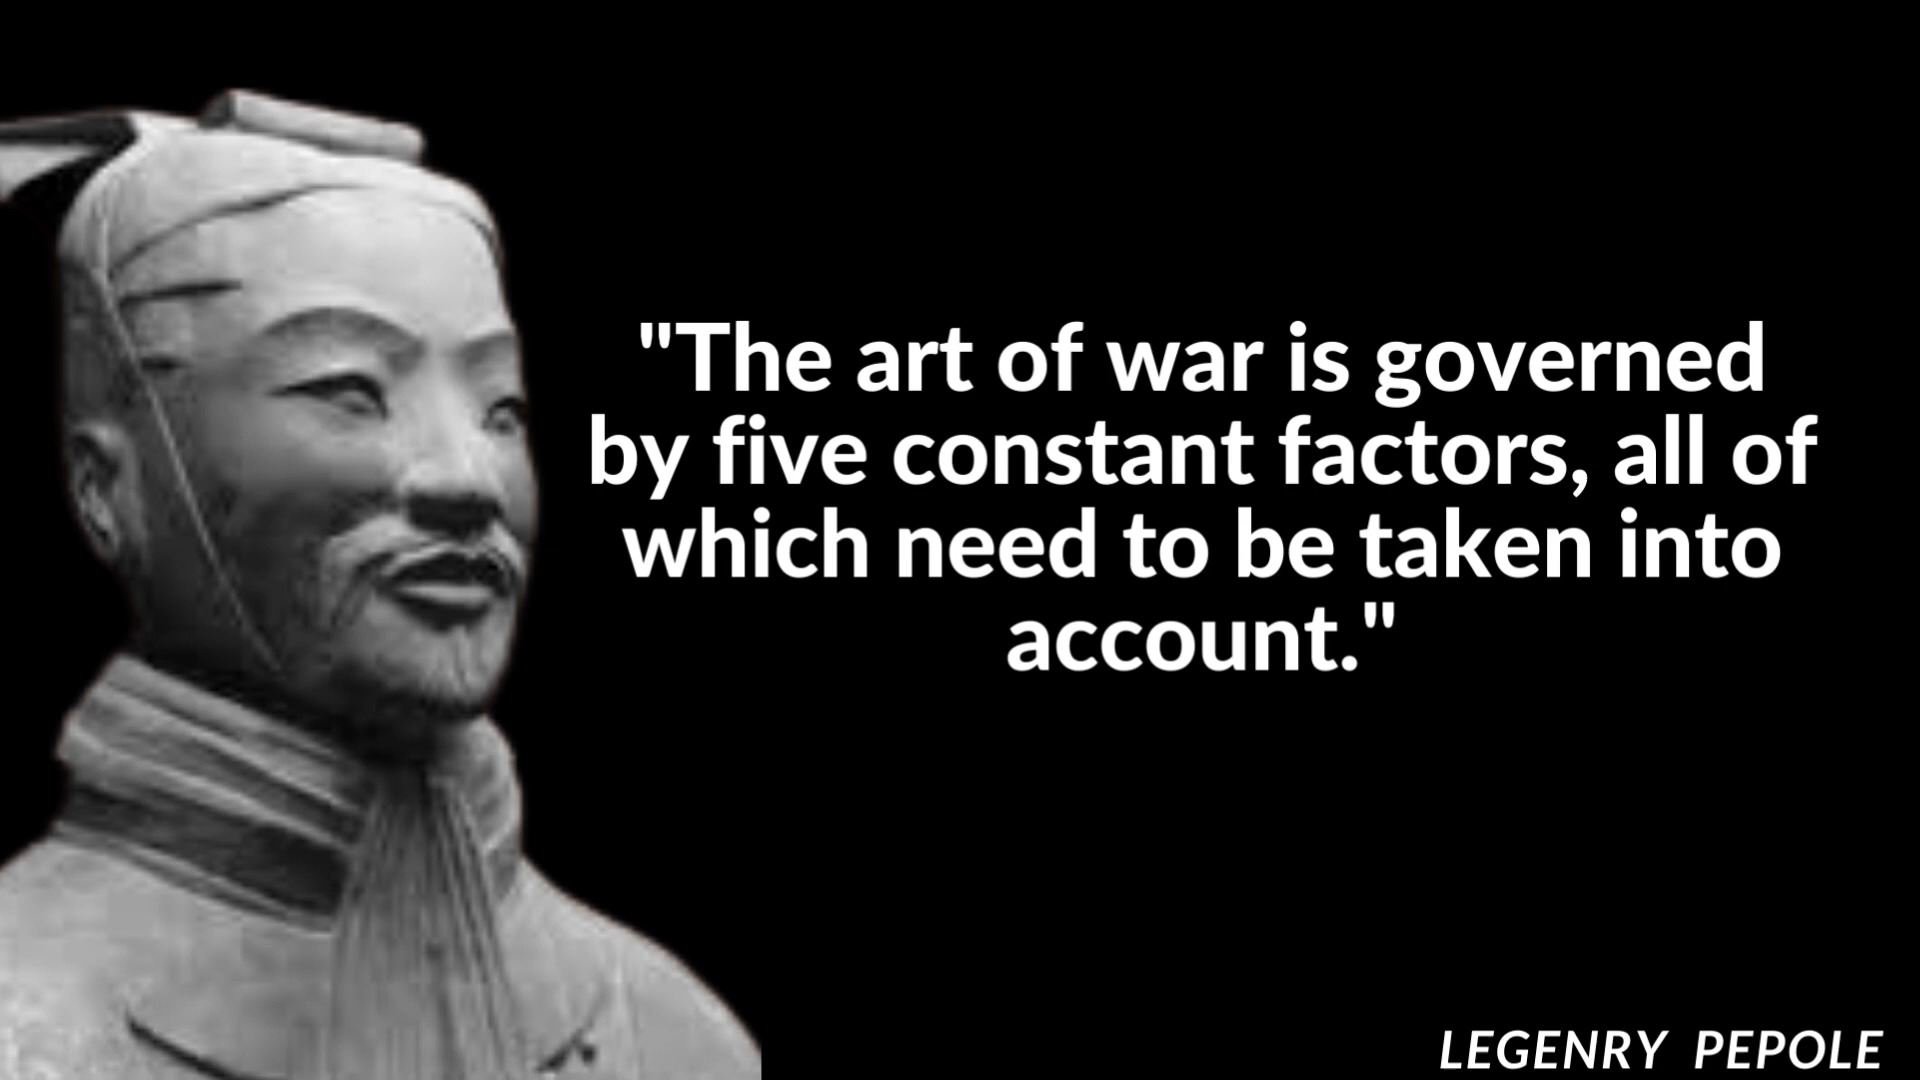 "The art of war is governed
by five constant factors, all of
which need to be taken into
account."
LEGENRY PEPOLE